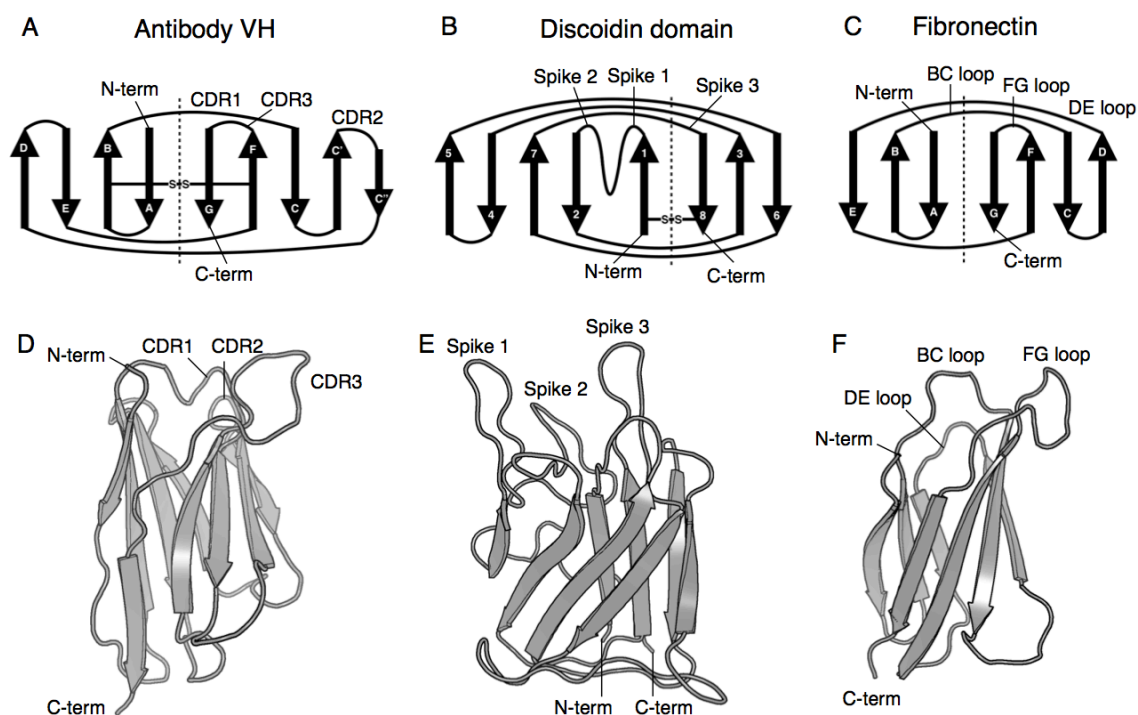 A Antibody VH
B Discoidin domain
C Fibronectin
N-term
CDR1
CDR3
CDR2
D
B
F
C'
S-S
E
A
G
C
C''
C-term
Spike 2
Spike 1
Spike 3
5
7
1
3
4
2
S-S
8
6
N-term
C-term
BC loop
N-term
FG loop
DE loop
B
F
D
E
A
G
C
C-term
D
N-term
CDR1
CDR2
CDR3
C-term
E
Spike 1
Spike 2
Spike 3
N-term
C-term
F
BC loop
FG loop
DE loop
N-term
C-term